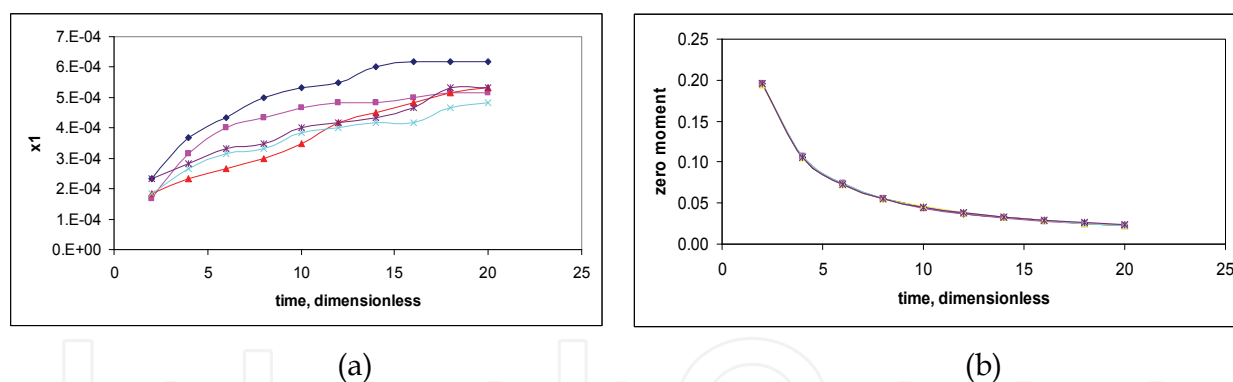 7.E-04
6.E-04
5.E-04
4.E-04
3.E-04
2.E-04
1.E-04
0.E+00
x1
0 5 10 15 20 25
time, dimensionless
(a)
0.25
0.20
0.15
0.10
0.05
0.00
zero moment
0 5 10 15 20 25
time, dimensionless
(b)